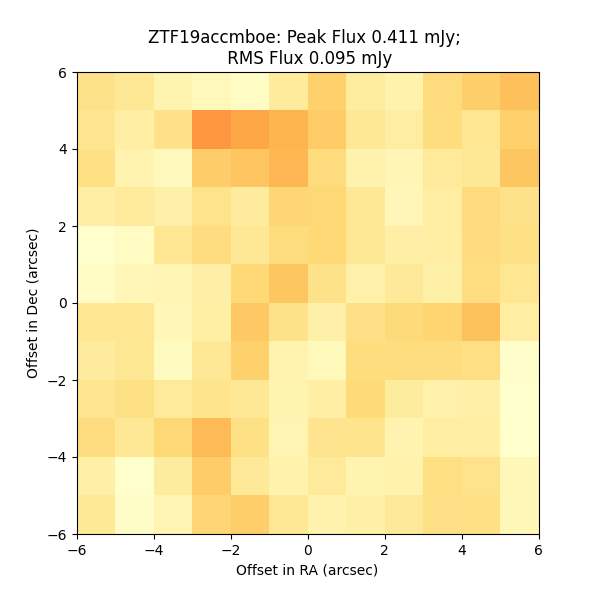 ZTF19accmboe: Peak Flux 0.411 mJy;
RMS Flux 0.095 mJy
6
4
2
0
−2
−4
−6
Offset in Dec (arcsec)
−6 −4 −2 0 2 4 6
Offset in RA (arcsec)